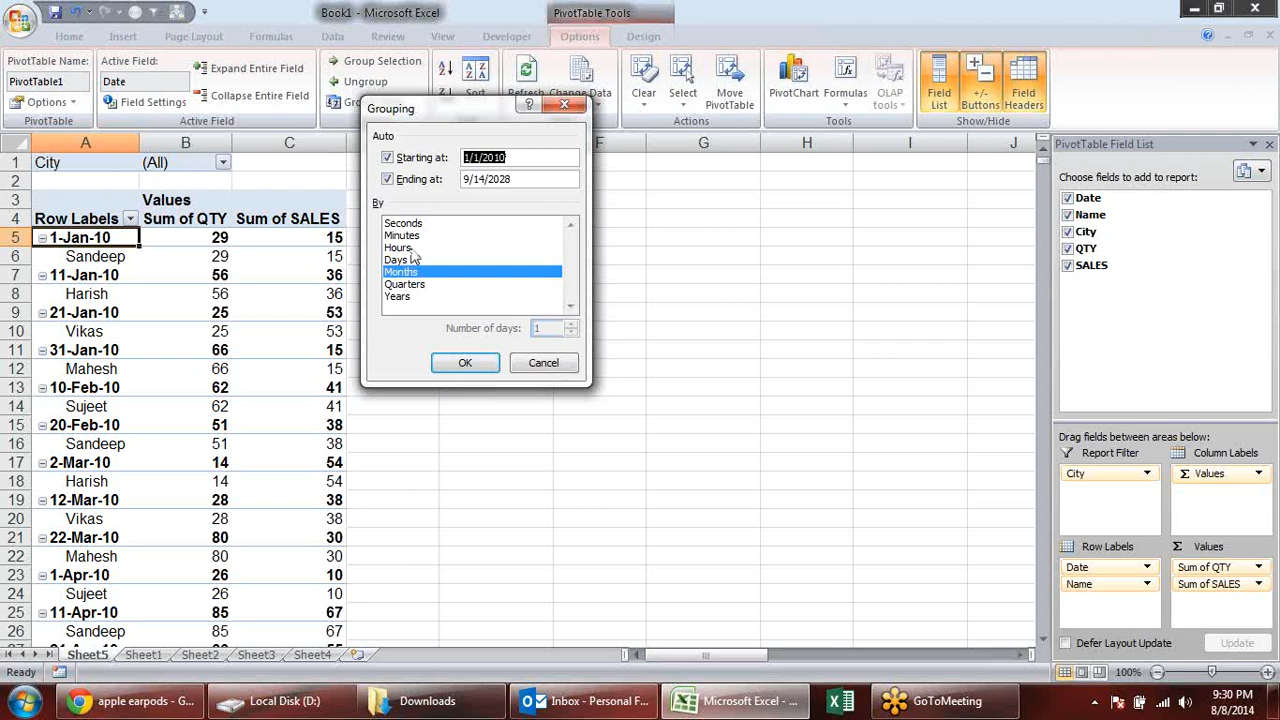 Book1 - Microsoft Excel
PivotTable Tools
Home Insert Page Layout Formulas Data Review View Developer Options Design
PivotTable Name: Active Field: Expand Entire Field Group Selection
PivotTable1 Date Collapse Entire Field Ungroup
Options Field Settings
Sort Refresh Change Data Clear Select Move PivotTable PivotChart Formulas OLAP tools Field List +/- Buttons Field Headers
PivotTable Active Field Actions Tools Show/Hide
Grouping
Auto
Starting at: 1/1/2010
Ending at: 9/14/2028
By
Seconds
Minutes
Hours
Days
Months
Quarters
Years
Number of days: 1
OK Cancel
A B C F G H I J
1 City (All)
2
3 Values
4 Row Labels Sum of QTY Sum of SALES
5 1-Jan-10 29 15
6 Sandeep 29 15
7 11-Jan-10 56 36
8 Harish 56 36
9 21-Jan-10 25 53
10 Vikas 25 53
11 31-Jan-10 66 15
12 Mahesh 66 15
13 10-Feb-10 62 41
14 Sujeet 62 41
15 20-Feb-10 51 38
16 Sandeep 51 38
17 2-Mar-10 14 54
18 Harish 14 54
19 12-Mar-10 28 38
20 Vikas 28 38
21 22-Mar-10 80 30
22 Mahesh 80 30
23 1-Apr-10 26 10
24 Sujeet 26 10
25 11-Apr-10 85 67
26 Sandeep 85 67
PivotTable Field List
Choose fields to add to report:
Date
Name
City
QTY
SALES
Drag fields between areas below:
Report Filter Column Labels
City Σ Values
Row Labels Σ Values
Date Sum of QTY
Name Sum of SALES
Defer Layout Update Update
Sheet5 Sheet1 Sheet2 Sheet3 Sheet4
Ready 100%
apple earpods - G... Local Disk (D:) Downloads Inbox - Personal F... Microsoft Excel - ... GoToMeeting
9:30 PM
8/8/2014